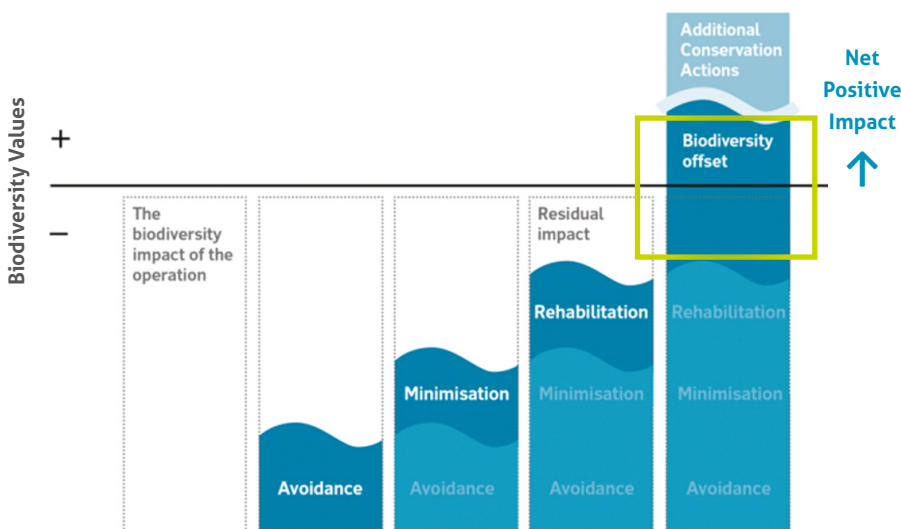 Biodiversity Values
+
−
The
biodiversity
impact of the
operation
Avoidance
Minimisation
Avoidance
Residual
impact
Rehabilitation
Minimisation
Avoidance
Additional
Conservation
Actions
Biodiversity
offset
Rehabilitation
Minimisation
Avoidance
Net
Positive
Impact
↑